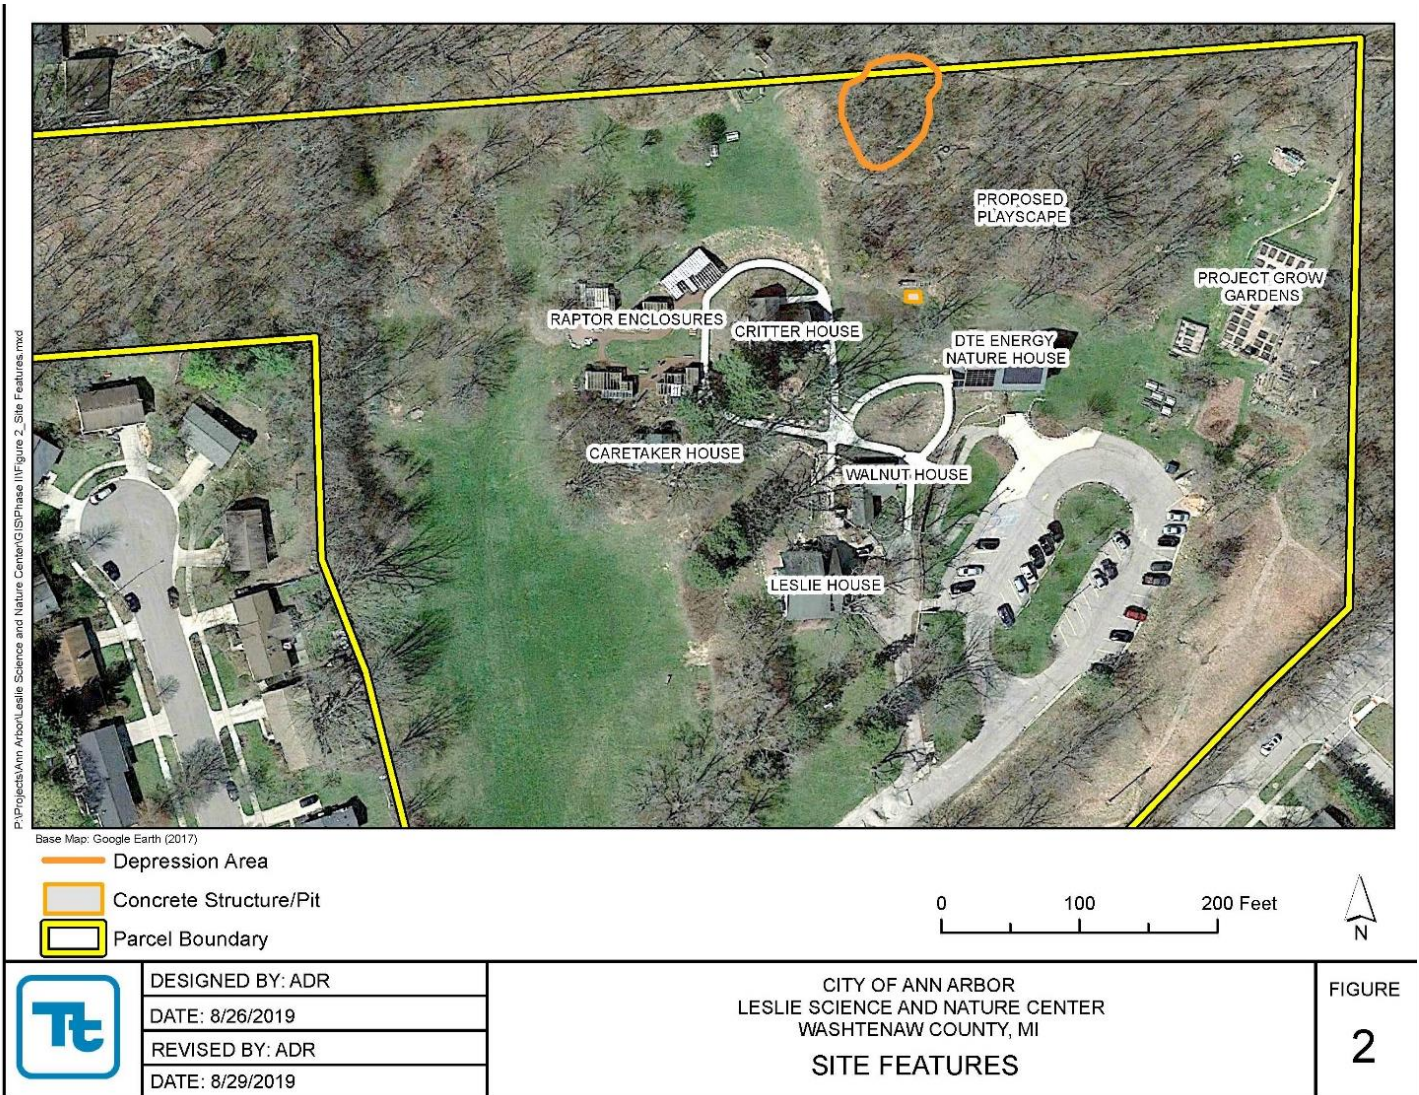 PROPOSED
PLAYSCAPE
PROJECT GROW
GARDENS
RAPTOR ENCLOSURES
CRITTER HOUSE
DTE ENERGY
NATURE HOUSE
CARETAKER HOUSE
WALNUT HOUSE
LESLIE HOUSE
P:\Projects\Ann Arbor\Leslie Science and Nature Center\GIS\Phase II\Figure 2_Site Features.mxd
Base Map: Google Earth (2017)
Depression Area
Concrete Structure/Pit
Parcel Boundary
0 100 200 Feet
N
Tt
DESIGNED BY: ADR
DATE: 8/26/2019
REVISED BY: ADR
DATE: 8/29/2019
CITY OF ANN ARBOR
LESLIE SCIENCE AND NATURE CENTER
WASHTENAW COUNTY, MI
SITE FEATURES
FIGURE
2